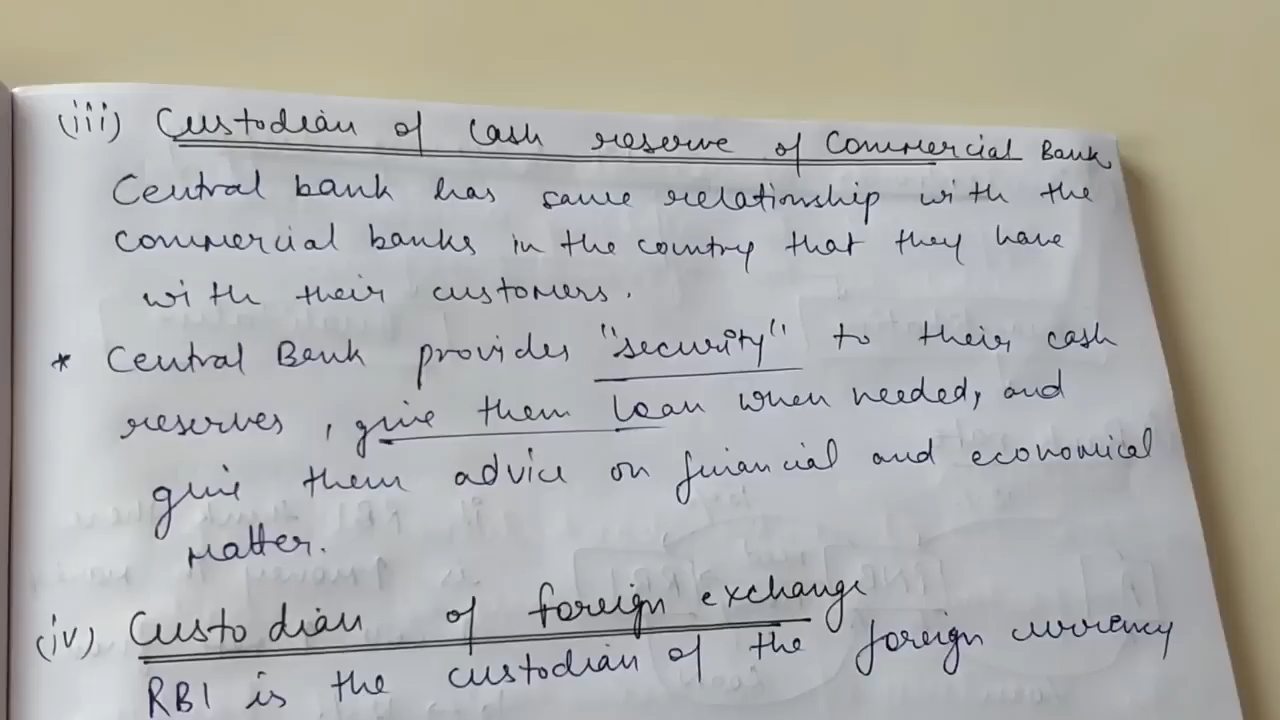 (iii) Custodian of cash reserve of Commercial Bank
Central bank has same relationship with the
commercial banks in the country that they have
with their customers.
* Central Bank provides "security" to their cash
reserves, give them loan when needed, and
give them advice on financial and economical
matter.
(iv) Custodian of foreign exchange
RBI is the custodian of the foreign currency